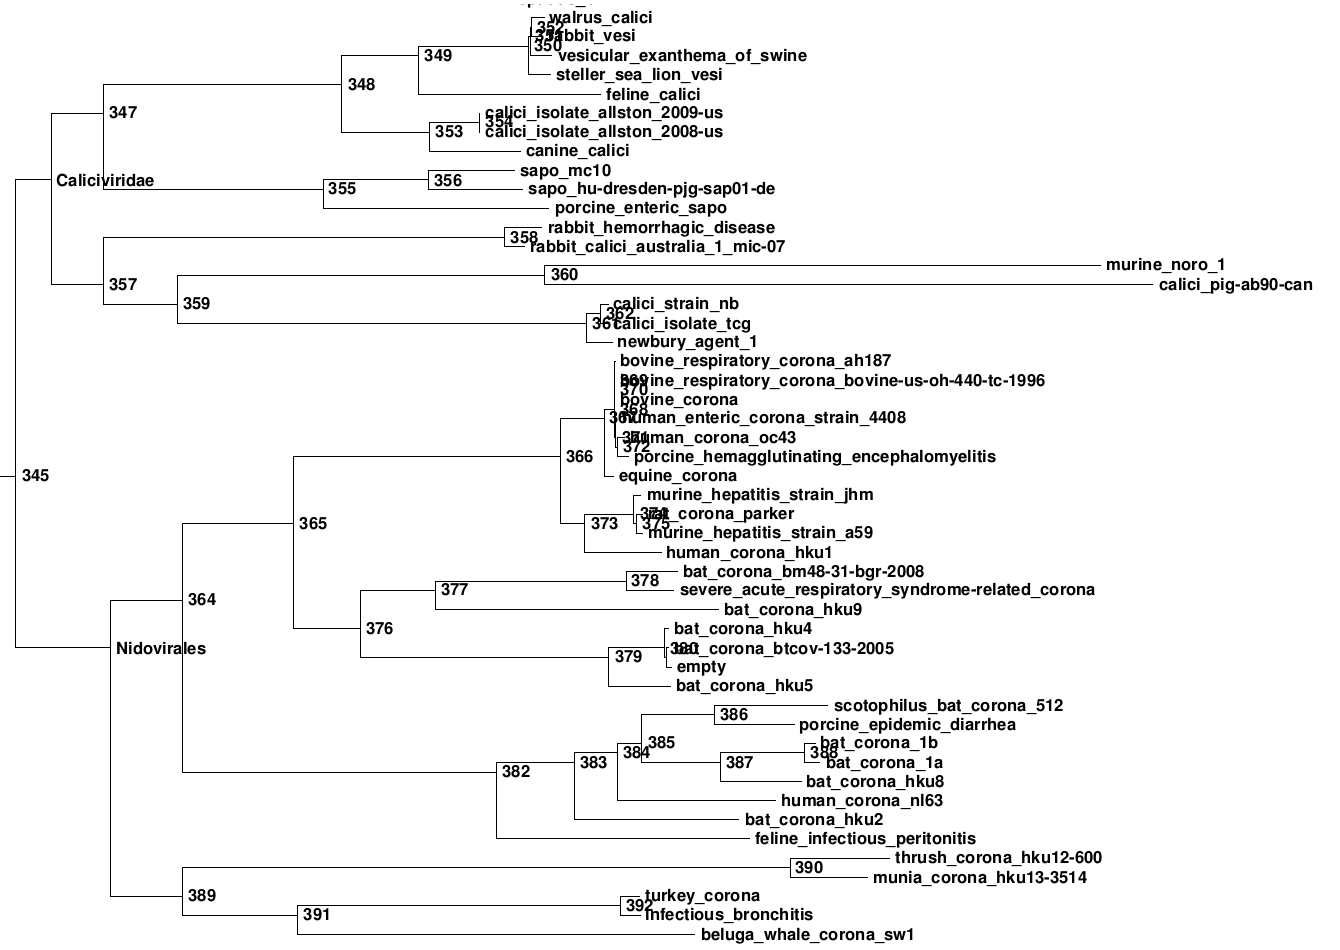 walrus_calici
352
rabbit_vesi
350
349
vesicular_exanthema_of_swine
steller_sea_lion_vesi
348
feline_calici
347
calici_isolate_allston_2009-us
354
353
calici_isolate_allston_2008-us
canine_calici
sapo_mc10
Caliciviridae
356
355
sapo_hu-dresden-pjg-sap01-de
porcine_enteric_sapo
rabbit_hemorrhagic_disease
358
rabbit_calici_australia_1_mic-07
murine_noro_1
360
357
calici_pig-ab90-can
359
calici_strain_nb
362
361
calici_isolate_tcg
newbury_agent_1
bovine_respiratory_corona_ah187
bovine_respiratory_corona_bovine-us-oh-440-tc-1996
370
bovine_corona
368
human_enteric_corona_strain_4408
human_corona_oc43
372
366
porcine_hemagglutinating_encephalomyelitis
345
equine_corona
murine_hepatitis_strain_jhm
374
rat_corona_parker
365
373
375
murine_hepatitis_strain_a59
human_corona_hku1
bat_corona_bm48-31-bgr-2008
378
377
severe_acute_respiratory_syndrome-related_corona
364
bat_corona_hku9
376
bat_corona_hku4
Nidovirales
380
bat_corona_btcov-133-2005
379
empty
bat_corona_hku5
scotophilus_bat_corona_512
386
porcine_epidemic_diarrhea
385
bat_corona_1b
384
388
383
387
bat_corona_1a
382
bat_corona_hku8
human_corona_nl63
bat_corona_hku2
feline_infectious_peritonitis
thrush_corona_hku12-600
390
munia_corona_hku13-3514
389
turkey_corona
392
391
infectious_bronchitis
beluga_whale_corona_sw1